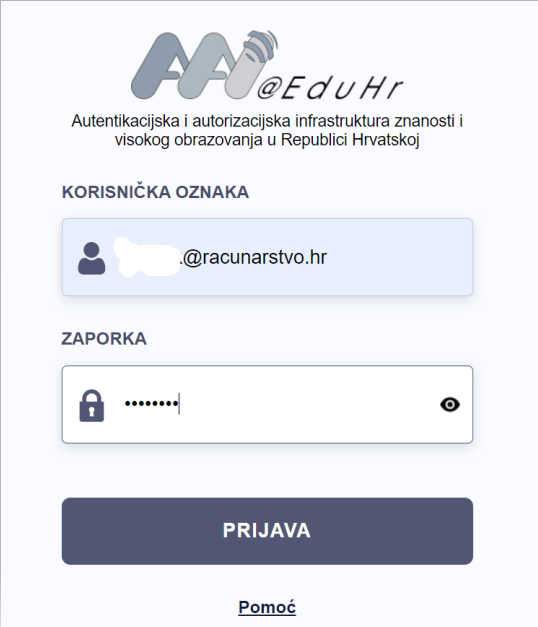 AAI@EduHr
Autentikacijska i autorizacijska infrastruktura znanosti i
visokog obrazovanja u Republici Hrvatskoj
KORISNIČKA OZNAKA
@racunarstvo.hr
ZAPORKA
••••••••
PRIJAVA
Pomoć